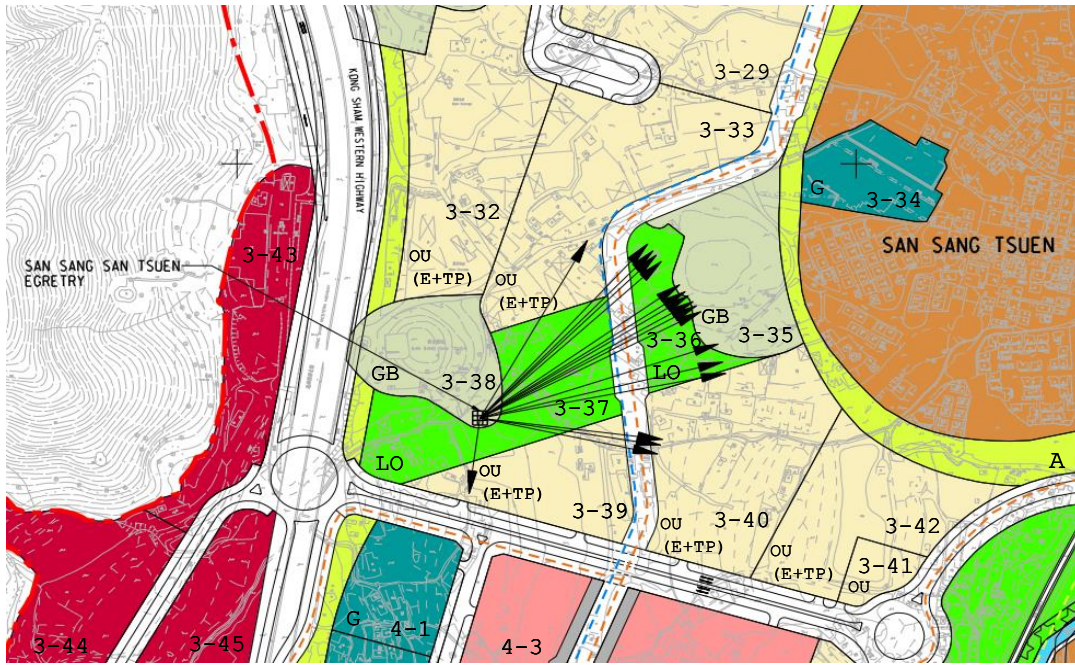 3-29
3-33
KONG SHAM WESTERN HIGHWAY
G
3-34
3-32
SAN SANG TSUEN
3-43
OU
(E+TP)
OU
(E+TP)
SAN SANG SAN TSUEN
EGRETRY
GB
3-35
3-36
GB
3-38
LO
3-37
LO
OU
(E+TP)
A
3-39
OU
(E+TP)
3-40
3-42
OU
(E+TP)
3-41
OU
G
4-1
3-44
3-45
4-3